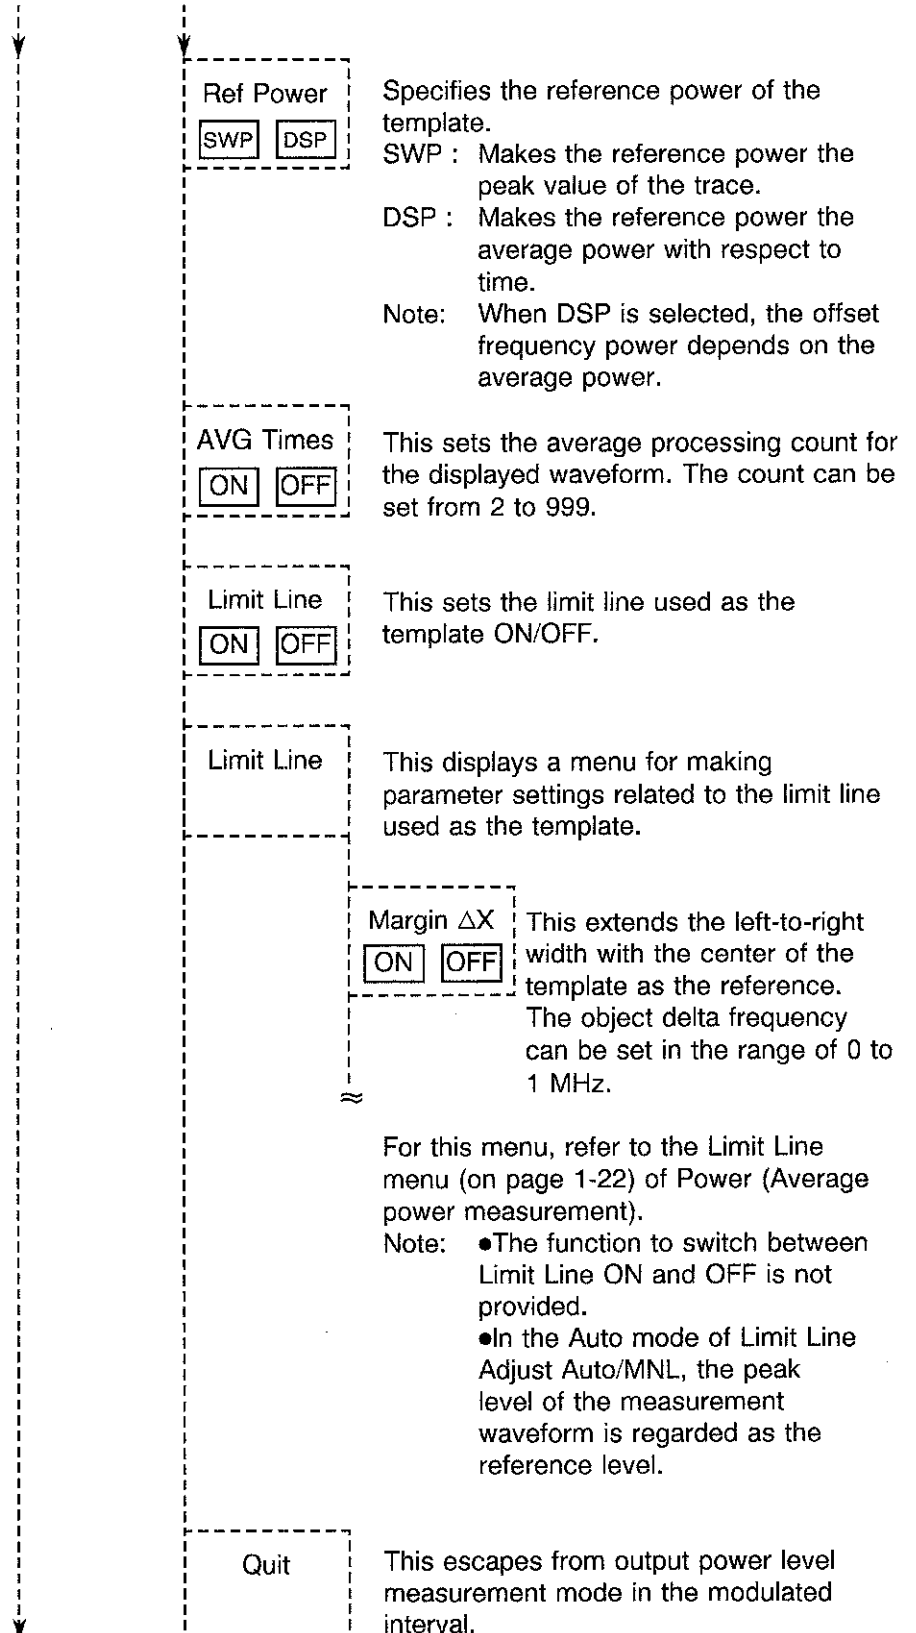 Ref Power
SWP DSP
Specifies the reference power of the
template.
SWP : Makes the reference power the
peak value of the trace.
DSP : Makes the reference power the
average power with respect to
time.
Note: When DSP is selected, the offset
frequency power depends on the
average power.
AVG Times
ON OFF
This sets the average processing count for
the displayed waveform. The count can be
set from 2 to 999.
Limit Line
ON OFF
This sets the limit line used as the
template ON/OFF.
Limit Line
This displays a menu for making
parameter settings related to the limit line
used as the template.
Margin △X
ON OFF
This extends the left-to-right
width with the center of the
template as the reference.
The object delta frequency
can be set in the range of 0 to
1 MHz.
≈
For this menu, refer to the Limit Line
menu (on page 1-22) of Power (Average
power measurement).
Note: ●The function to switch between
Limit Line ON and OFF is not
provided.
●In the Auto mode of Limit Line
Adjust Auto/MNL, the peak
level of the measurement
waveform is regarded as the
reference level.
Quit
This escapes from output power level
measurement mode in the modulated
interval.